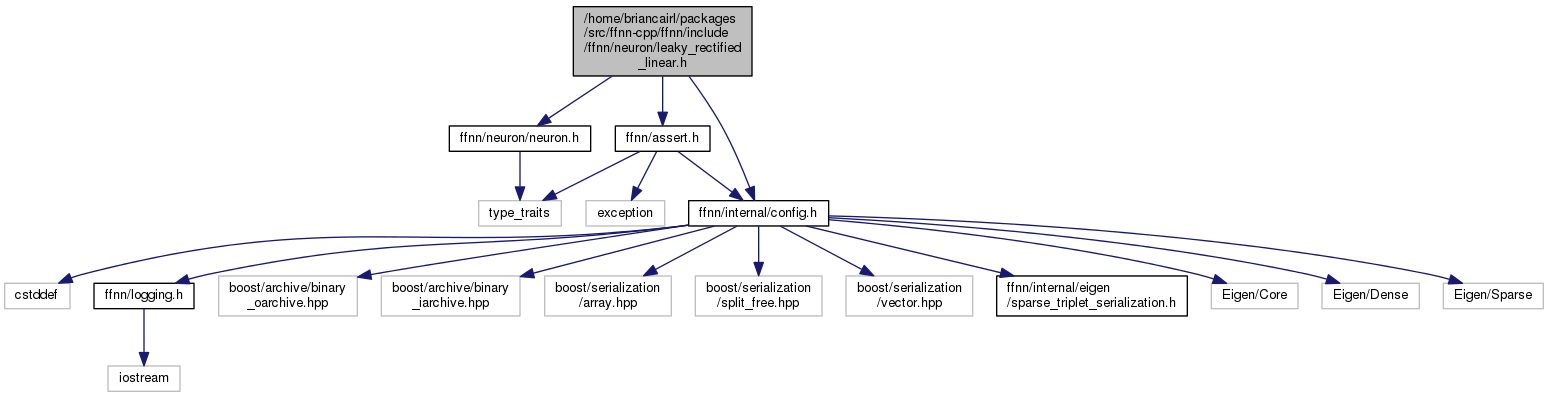 /home/briancairl/packages
/src/ffnn-cpp/ffnn/include
/ffnn/neuron/leaky_rectified
_linear.h
ffnn/neuron/neuron.h
ffnn/assert.h
type_traits
exception
ffnn/internal/config.h
cstddef
ffnn/logging.h
boost/archive/binary
_oarchive.hpp
boost/archive/binary
_iarchive.hpp
boost/serialization
/array.hpp
boost/serialization
/split_free.hpp
boost/serialization
/vector.hpp
ffnn/internal/eigen
/sparse_triplet_serialization.h
Eigen/Core
Eigen/Dense
Eigen/Sparse
iostream